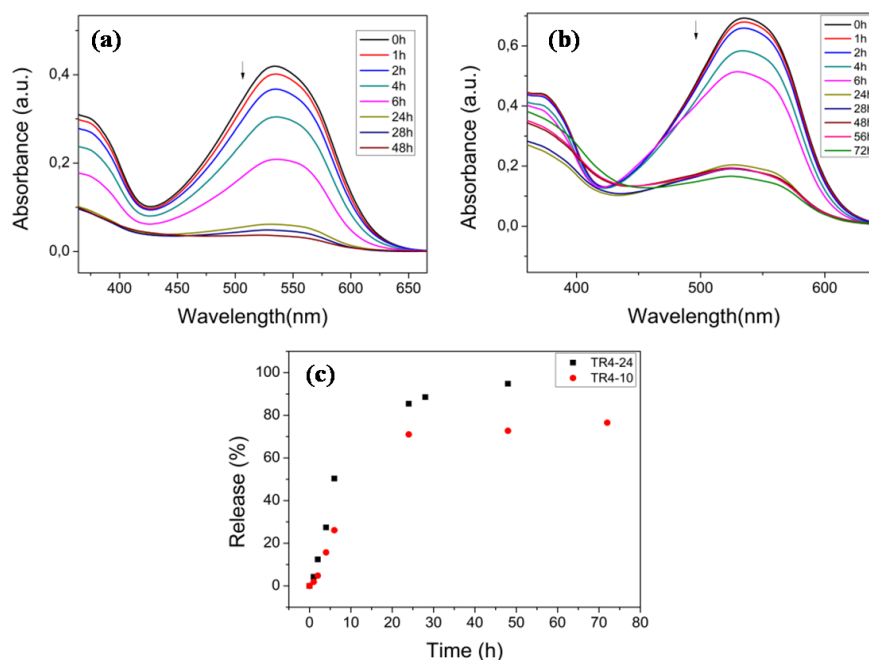 (a)
0h
1h
2h
4h
6h
24h
28h
48h
0,4
0,2
0,0
Absorbance (a.u.)
400 450 500 550 600 650
Wavelength(nm)
(b)
0h
1h
2h
4h
6h
24h
28h
48h
56h
72h
0,6
0,4
0,2
0,0
Absorbance (a.u.)
400 500 600
Wavelength(nm)
(c)
TR4-24
TR4-10
100
80
60
40
20
0
Release (%)
0 10 20 30 40 50 60 70 80
Time (h)